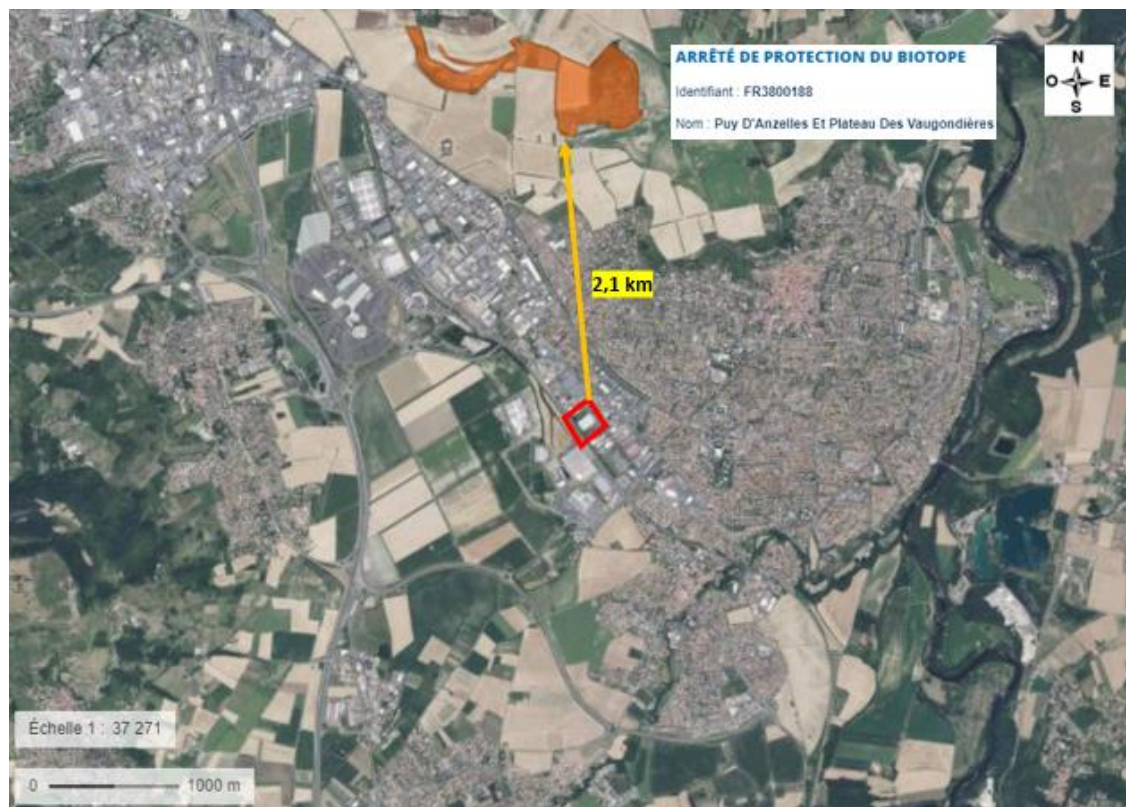 ARRÊTÉ DE PROTECTION DU BIOTOPE
Identifiant : FR3800188
Nom : Puy D'Anzelles Et Plateau Des Vaugondières
N
O E
S
2,1 km
Échelle 1 : 37 271
0 1000 m